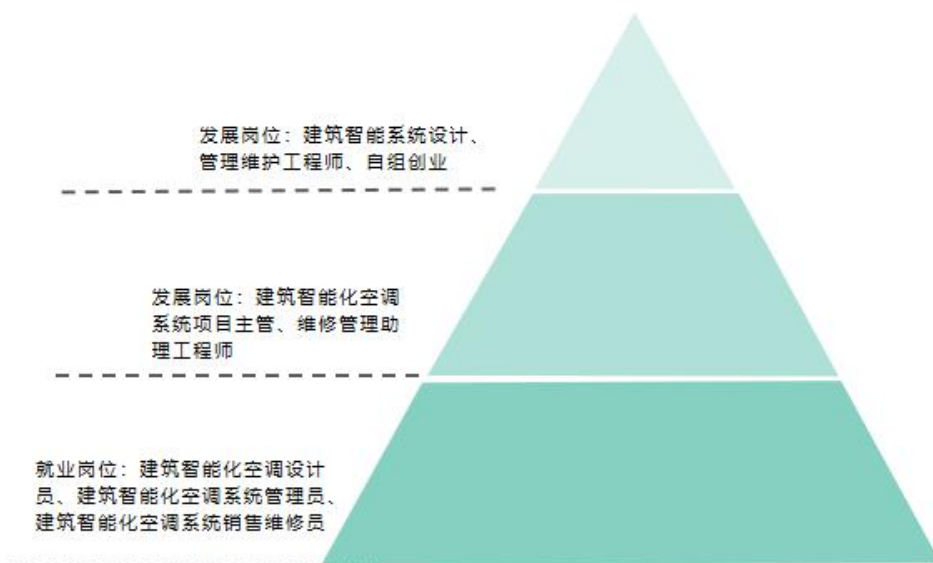 发展岗位：建筑智能系统设计、
管理维护工程师、自组创业
发展岗位：建筑智能化空调
系统项目主管、维修管理助
理工程师
就业岗位：建筑智能化空调设计
员、建筑智能化空调系统管理员、
建筑智能化空调系统销售维修员